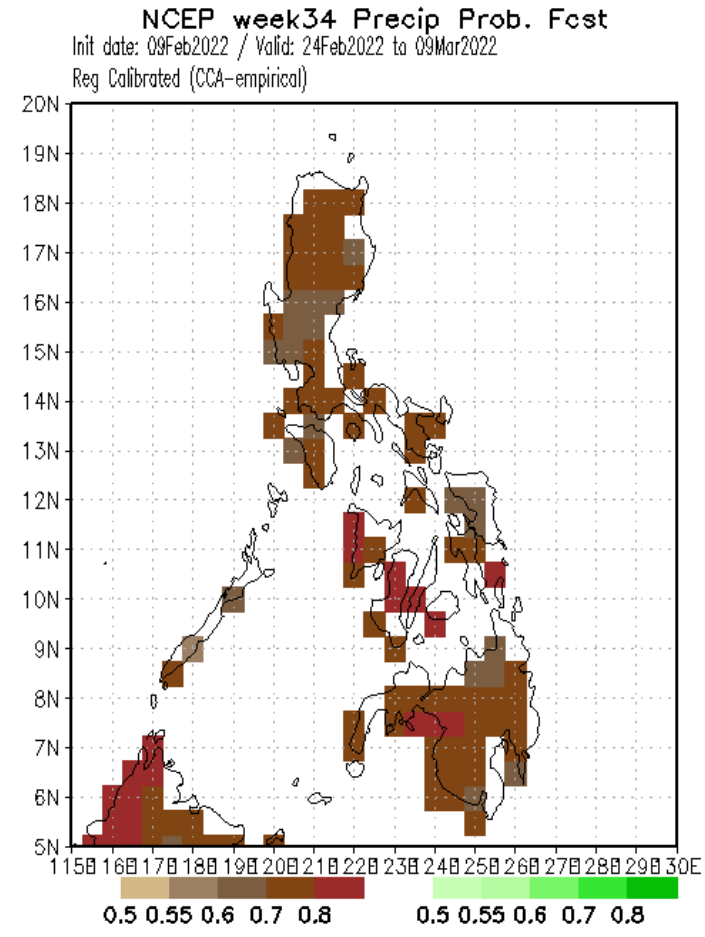 NCEP week34 Precip Prob. Fcst
Init date: 09Feb2022 / Valid: 24Feb2022 to 09Mar2022
Reg Calibrated (CCA-empirical)
20N
19N
18N
17N
16N
15N
14N
13N
12N
11N
10N
9N
8N
7N
6N
5N
115E 116E 117E 118E 119E 120E 121E 122E 123E 124E 125E 126E 127E 128E 129E 130E
0.5 0.55 0.6 0.7 0.8 0.5 0.55 0.6 0.7 0.8